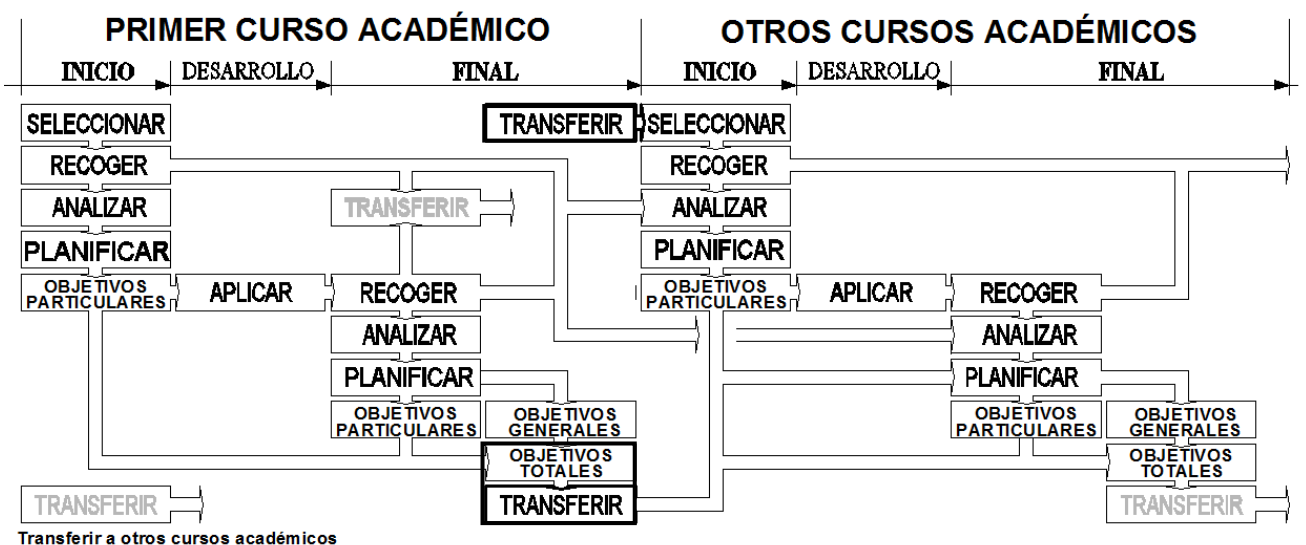 PRIMER CURSO ACADÉMICO
OTROS CURSOS ACADÉMICOS
INICIO DESARROLLO FINAL INICIO DESARROLLO FINAL
SELECCIONAR TRANSFERIR SELECCIONAR
RECOGER RECOGER
ANALIZAR TRANSFERIR ANALIZAR
PLANIFICAR PLANIFICAR
OBJETIVOS
PARTICULARES
APLICAR RECOGER
OBJETIVOS
PARTICULARES
APLICAR RECOGER
ANALIZAR ANALIZAR
PLANIFICAR PLANIFICAR
OBJETIVOS
PARTICULARES
OBJETIVOS
GENERALES
OBJETIVOS
PARTICULARES
OBJETIVOS
GENERALES
OBJETIVOS
TOTALES
OBJETIVOS
TOTALES
TRANSFERIR TRANSFERIR TRANSFERIR
Transferir a otros cursos académicos